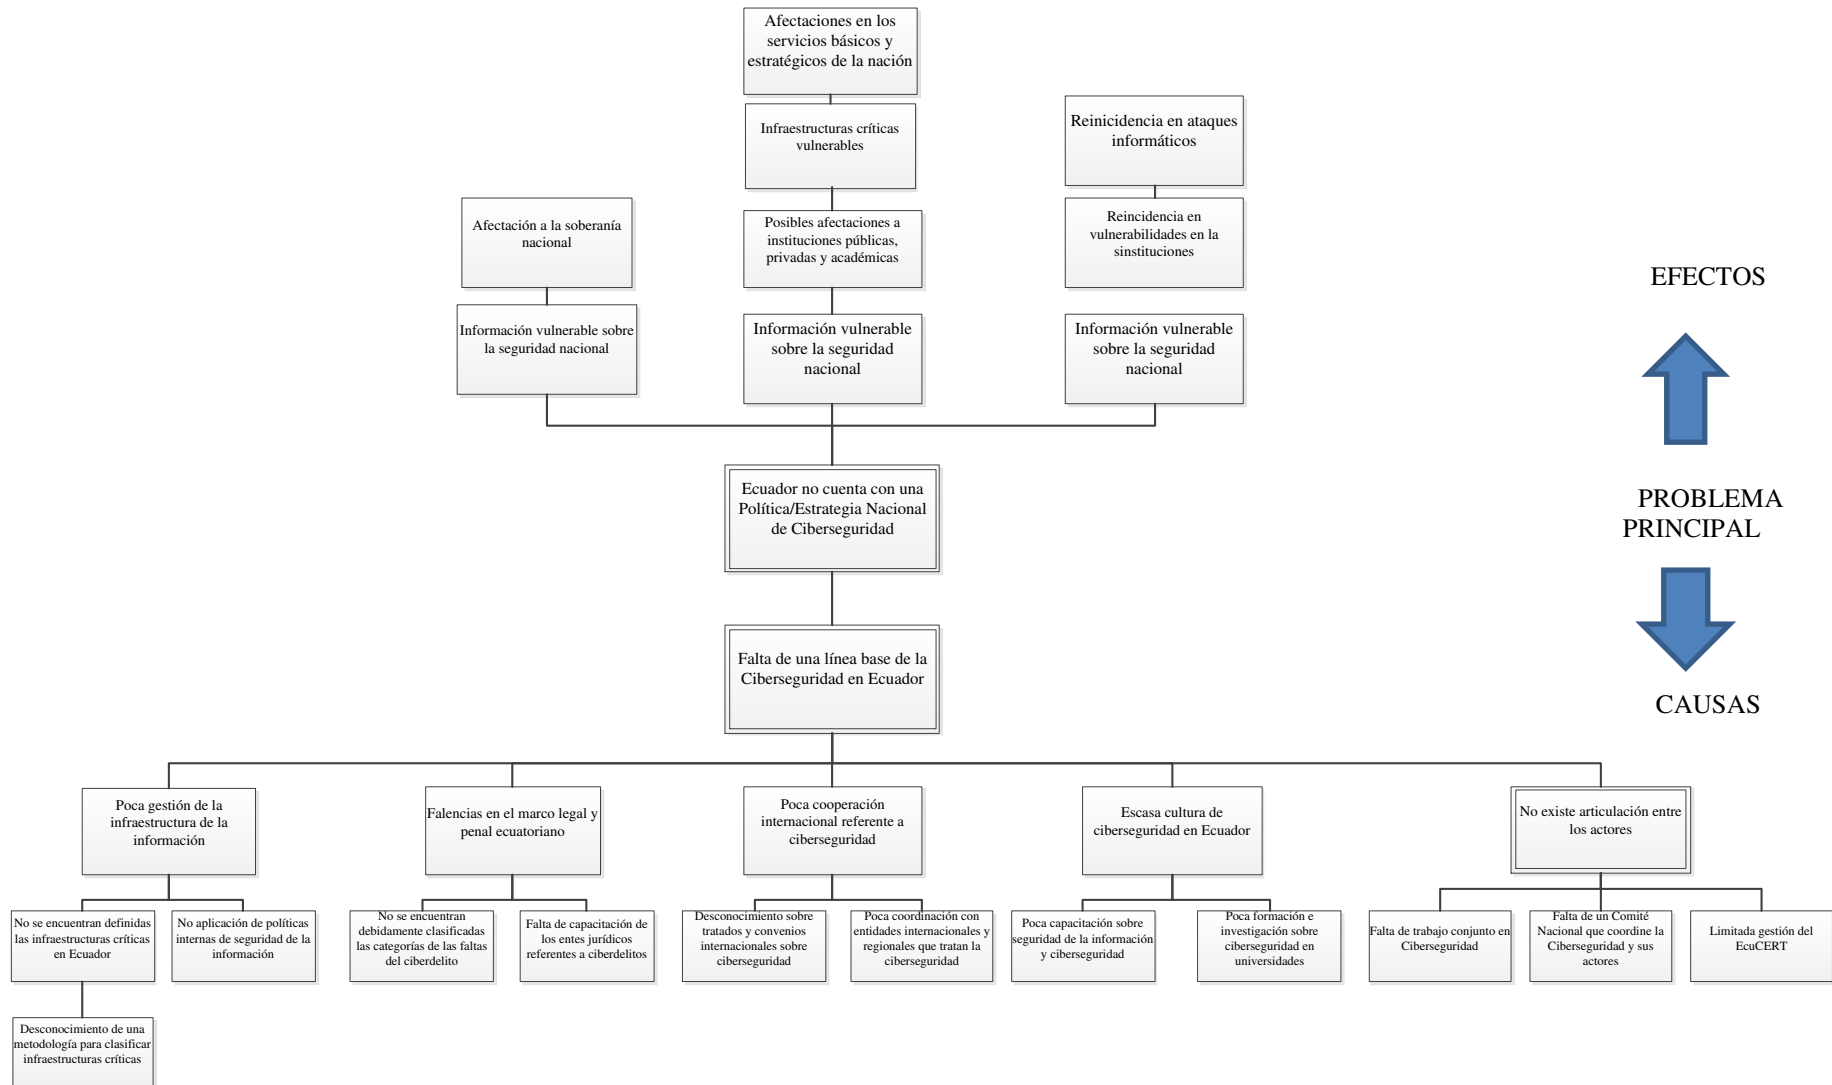 Afectaciones en los
servicios básicos y
estratégicos de la nación
Infraestructuras críticas
vulnerables
Reinicidencia en ataques
informáticos
Afectación a la soberanía
nacional
Posibles afectaciones a
instituciones públicas,
privadas y académicas
Reincidencia en
vulnerabilidades en la
sinstituciones
EFECTOS
Información vulnerable sobre
la seguridad nacional
Información vulnerable
sobre la seguridad
nacional
Información vulnerable
sobre la seguridad
nacional
Ecuador no cuenta con una
Política/Estrategia Nacional
de Ciberseguridad
PROBLEMA
PRINCIPAL
Falta de una línea base de la
Ciberseguridad en Ecuador
CAUSAS
Poca gestión de la
infraestructura de la
información
Falencias en el marco legal y
penal ecuatoriano
Poca cooperación
internacional referente a
ciberseguridad
Escasa cultura de
ciberseguridad en Ecuador
No existe articulación entre
los actores
No se encuentran definidas
las infraestructuras críticas
en Ecuador
No aplicación de políticas
internas de seguridad de la
información
No se encuentran
debidamente clasificadas
las categorías de las faltas
del ciberdelito
Falta de capacitación de
los entes jurídicos
referentes a ciberdelitos
Desconocimiento sobre
tratados y convenios
internacionales sobre
ciberseguridad
Poca coordinación con
entidades internacionales y
regionales que tratan la
ciberseguridad
Poca capacitación sobre
seguridad de la información
y ciberseguridad
Poca formación e
investigación sobre
ciberseguridad en
universidades
Falta de trabajo conjunto en
Ciberseguridad
Falta de un Comité
Nacional que coordine la
Ciberseguridad y sus
actores
Limitada gestión del
EcuCERT
Desconocimiento de una
metodología para clasificar
infraestructuras críticas